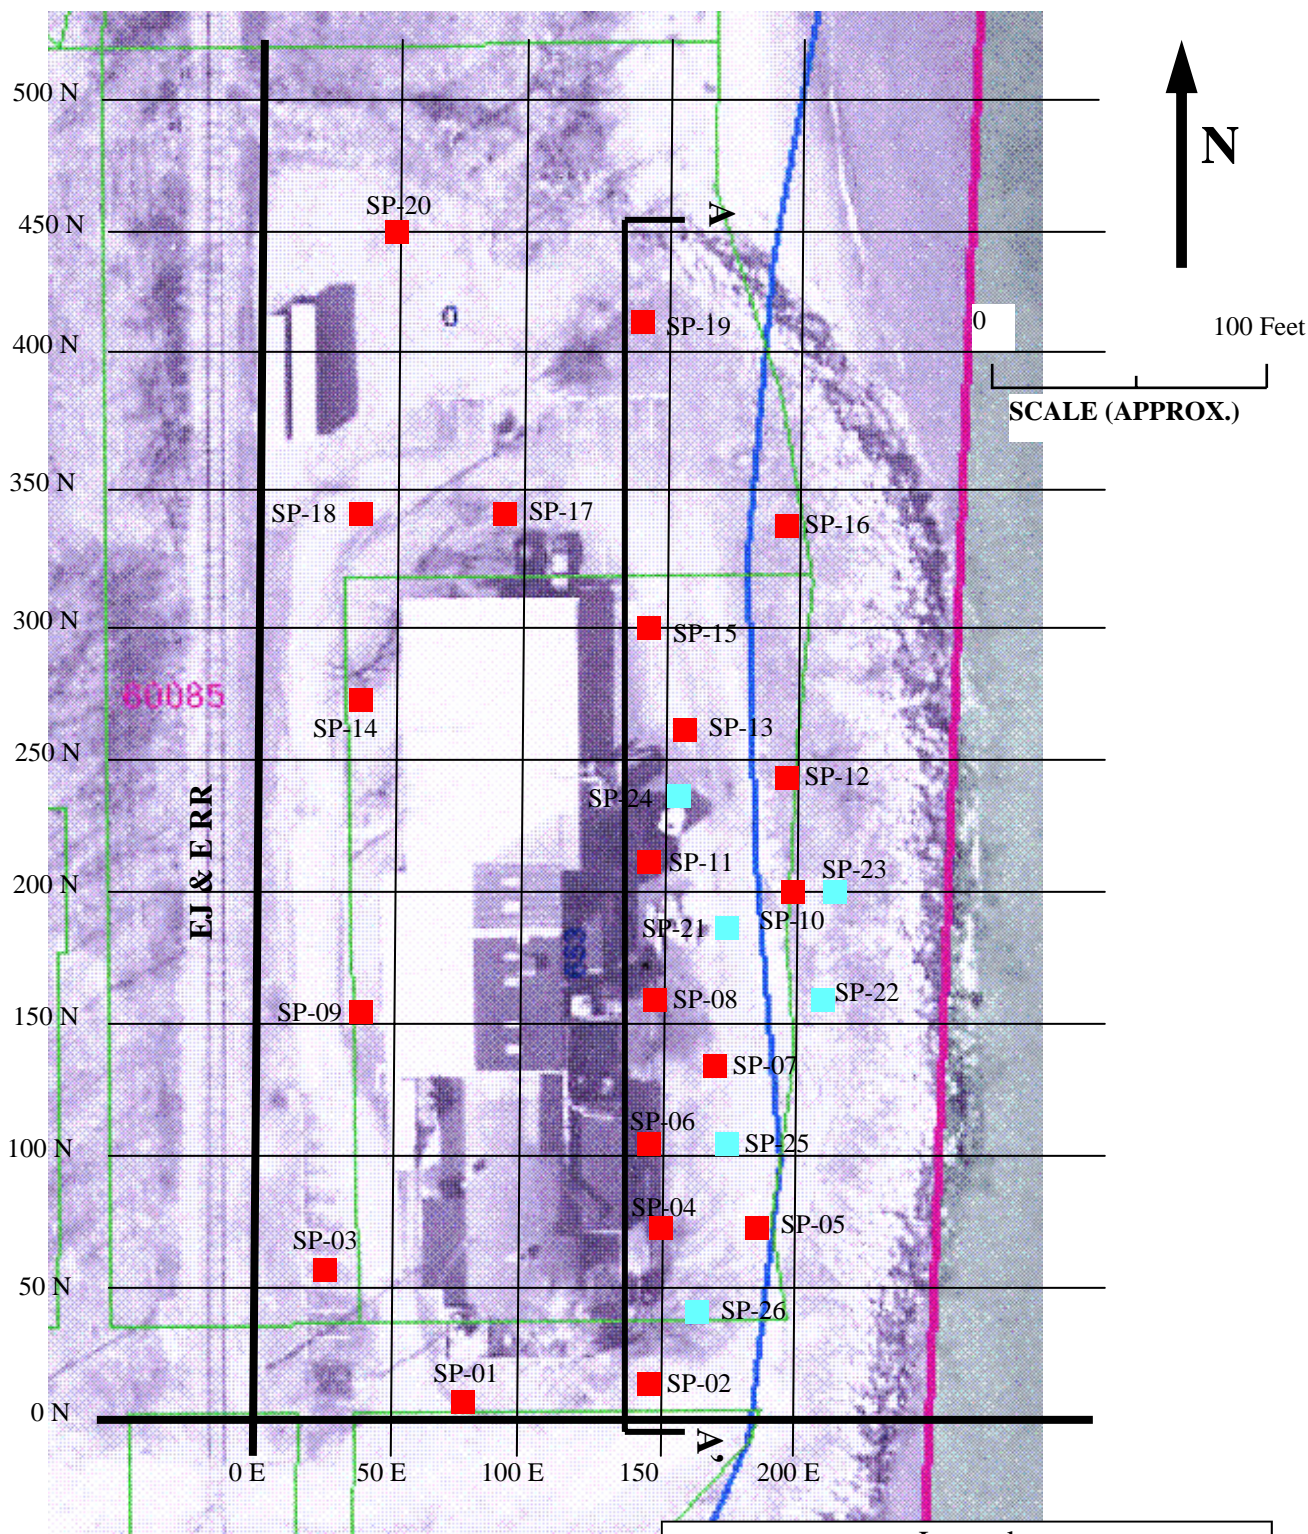 500 N
N
SP-20
450 N
A
0
SP-19
0
100 Feet
400 N
SCALE (APPROX.)
350 N
SP-18
SP-17
SP-16
300 N
SP-15
60085
SP-14
SP-13
250 N
SP-12
SP-24
EJ & E RR
SP-11
SP-23
200 N
SP-10
SP-21
653
SP-22
SP-08
SP-09
150 N
SP-07
SP-06
100 N
SP-25
SP-04
SP-05
SP-03
50 N
SP-26
SP-01
SP-02
0 N
A'
0 E
50 E
100 E
150
200 E